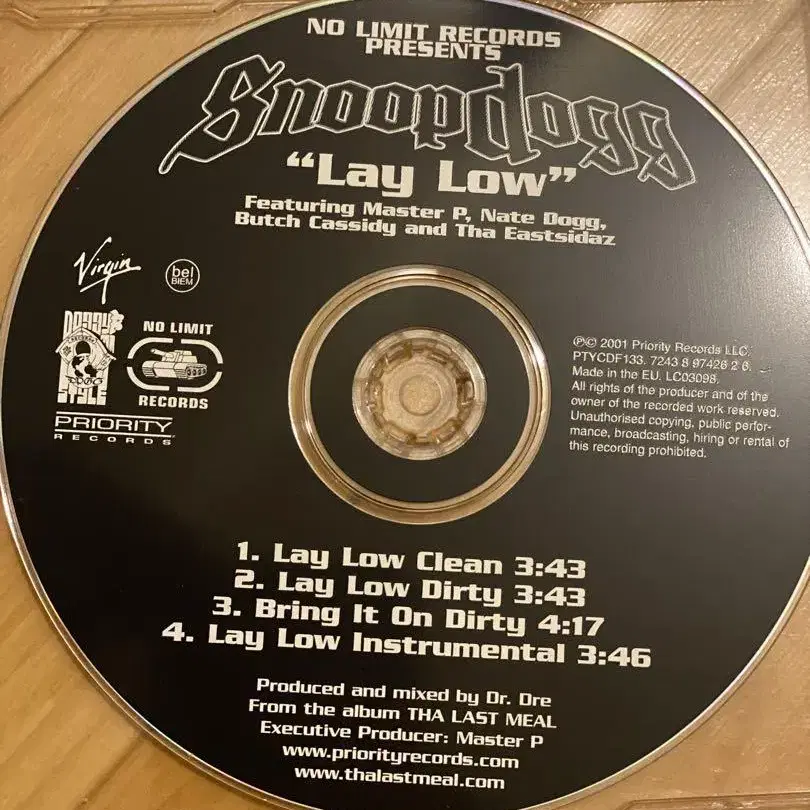 NO LIMIT RECORDS
PRESENTS
Snoop Dogg
“Lay Low”
Featuring Master P, Nate Dogg,
Butch Cassidy and Tha Eastsidaz
Virgin
bel
BIEM
DOGGY
STYLE
NO LIMIT
RECORDS
PRIORITY
RECORDS
℗© 2001 Priority Records LLC.
PTYCDF133. 7243 8 97426 2 6.
Made in the EU. LC03098.
All rights of the producer and of the
owner of the recorded work reserved.
Unauthorised copying, public perfor-
mance, broadcasting, hiring or rental of
this recording prohibited.
1. Lay Low Clean 3:43
2. Lay Low Dirty 3:43
3. Bring It On Dirty 4:17
4. Lay Low Instrumental 3:46
Produced and mixed by Dr. Dre
From the album THA LAST MEAL
Executive Producer: Master P
www.priorityrecords.com
www.thalastmeal.com